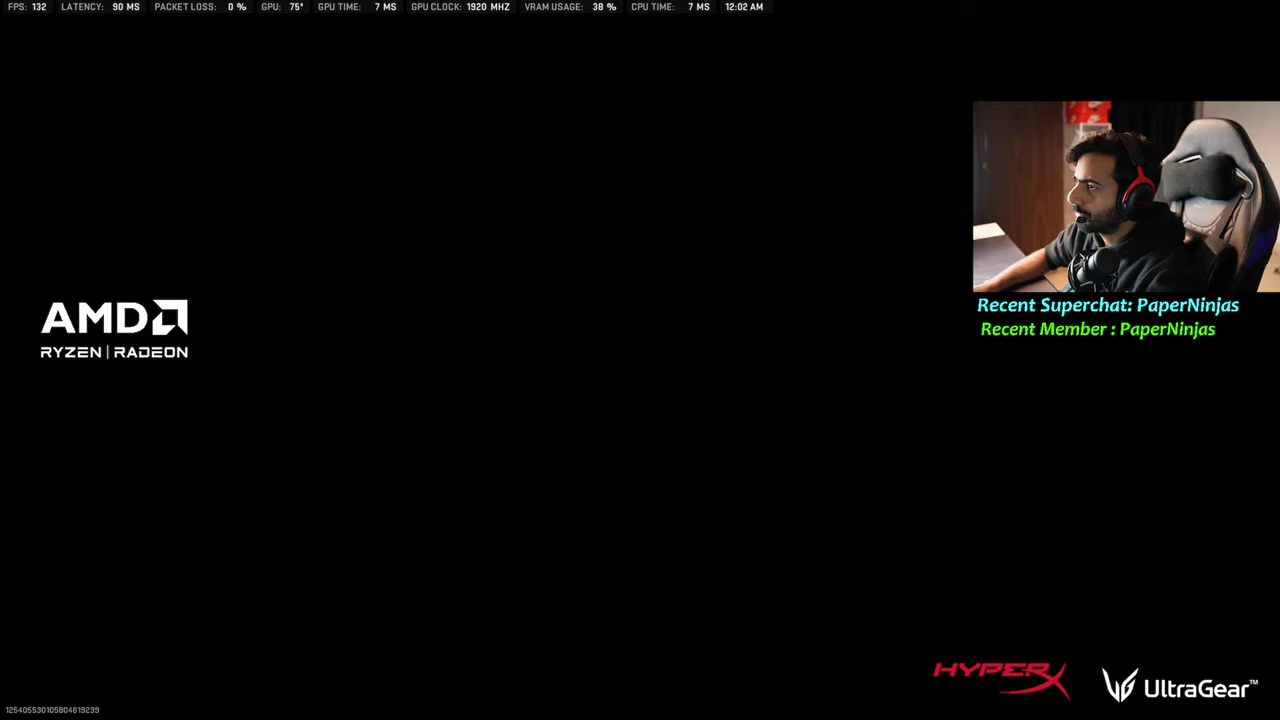 FPS: 132 LATENCY: 90 MS PACKET LOSS: 0 % GPU: 75° GPU TIME: 7 MS GPU CLOCK: 1920 MHZ VRAM USAGE: 38 % CPU TIME: 7 MS 12:02 AM
AMD
RYZEN | RADEON
Recent Superchat: PaperNinjas
Recent Member : PaperNinjas
HYPERX
UltraGear™
125405530105804619239